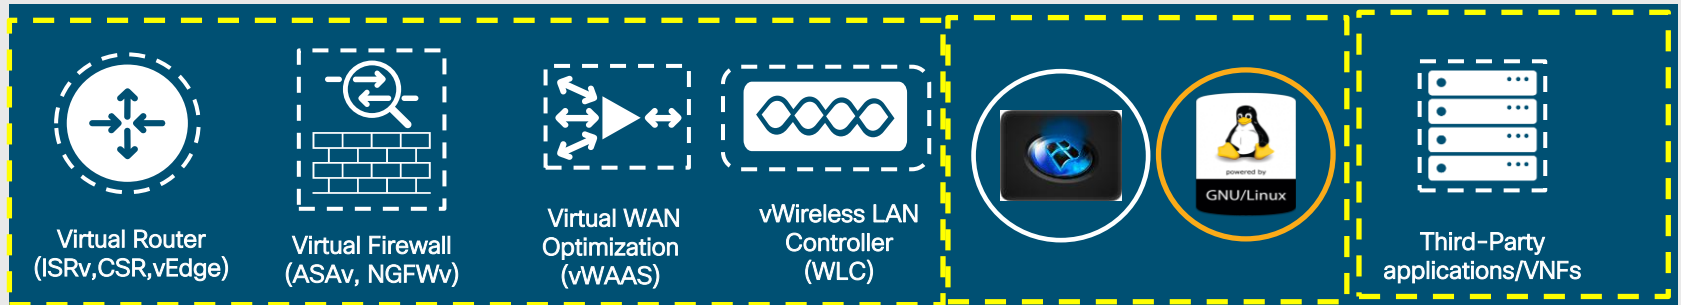 Virtual Router
(ISRv,CSR,vEdge)
Virtual Firewall
(ASAv, NGFWv)
Virtual WAN
Optimization
(vWAAS)
vWireless LAN
Controller
(WLC)
powered by
GNU/Linux
Third-Party
applications/VNFs